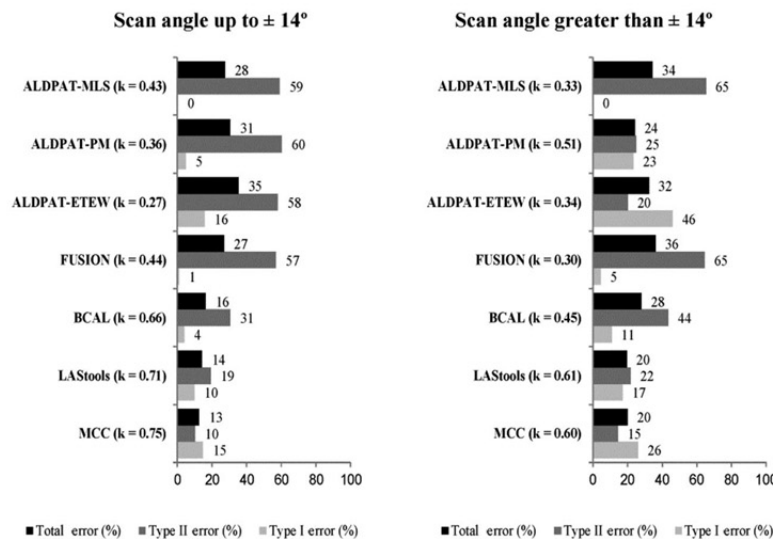 Scan angle up to ± 14º
ALDPAT-MLS (k = 0.43)
28
59
0
ALDPAT-PM (k = 0.36)
31
60
5
ALDPAT-ETEW (k = 0.27)
35
58
16
FUSION (k = 0.44)
27
57
1
BCAL (k = 0.66)
16
31
4
LAStools (k = 0.71)
14
19
10
MCC (k = 0.75)
13
10
15
0 20 40 60 80 100
Total error (%) Type II error (%) Type I error (%)
Scan angle greater than ± 14º
ALDPAT-MLS (k = 0.33)
34
65
0
ALDPAT-PM (k = 0.51)
24
25
23
ALDPAT-ETEW (k = 0.34)
32
20
46
FUSION (k = 0.30)
36
65
5
BCAL (k = 0.45)
28
44
11
LAStools (k = 0.61)
20
22
17
MCC (k = 0.60)
20
15
26
0 20 40 60 80 100
Total error (%) Type II error (%) Type I error (%)